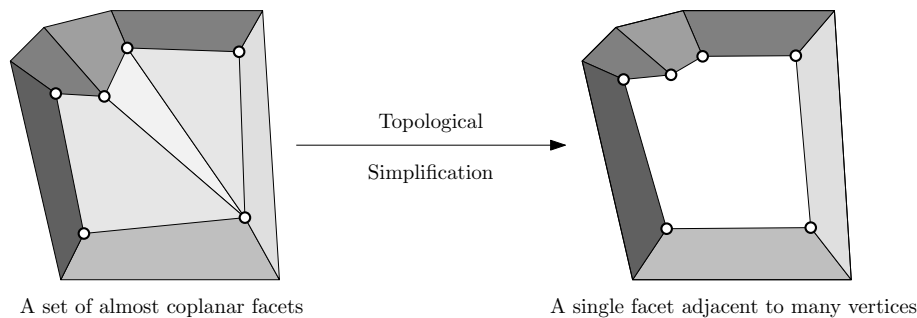 Topological
Simplification
A set of almost coplanar facets
A single facet adjacent to many vertices